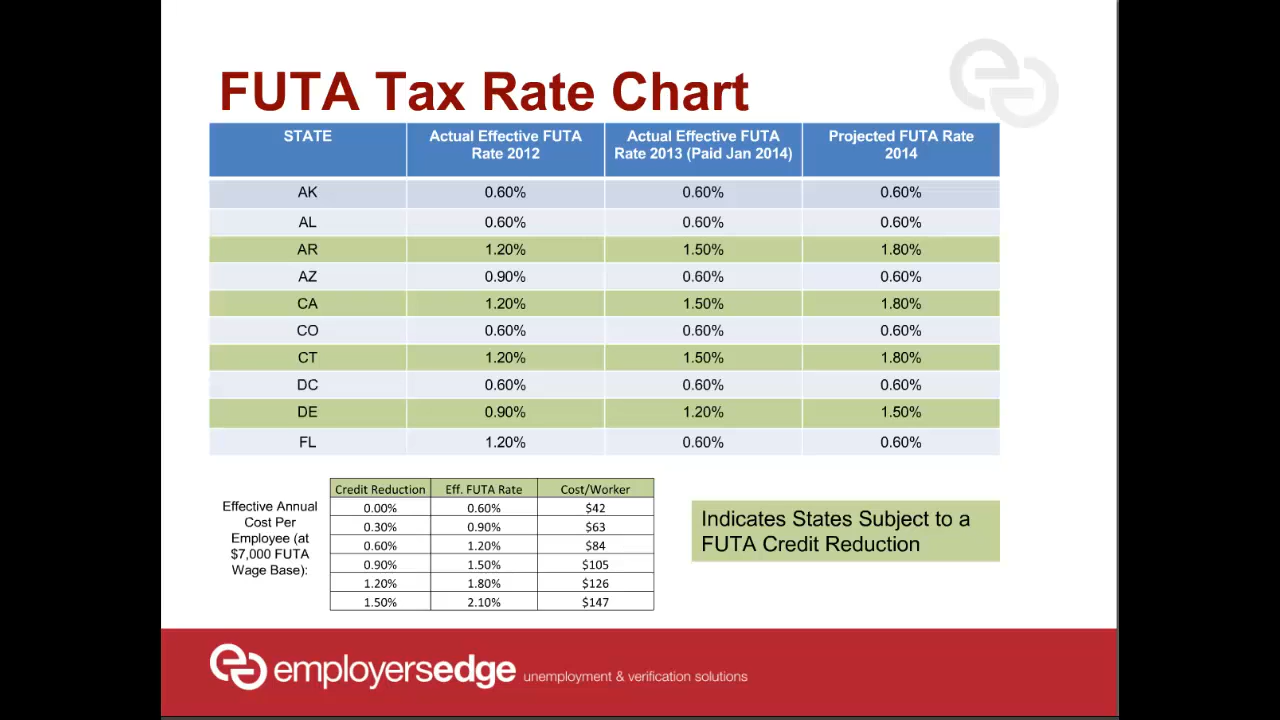 FUTA Tax Rate Chart
STATE Actual Effective FUTA Rate 2012 Actual Effective FUTA Rate 2013 (Paid Jan 2014) Projected FUTA Rate 2014
AK 0.60% 0.60% 0.60%
AL 0.60% 0.60% 0.60%
AR 1.20% 1.50% 1.80%
AZ 0.90% 0.60% 0.60%
CA 1.20% 1.50% 1.80%
CO 0.60% 0.60% 0.60%
CT 1.20% 1.50% 1.80%
DC 0.60% 0.60% 0.60%
DE 0.90% 1.20% 1.50%
FL 1.20% 0.60% 0.60%
Effective Annual
Cost Per
Employee (at
$7,000 FUTA
Wage Base):
Credit Reduction Eff. FUTA Rate Cost/Worker
0.00% 0.60% $42
0.30% 0.90% $63
0.60% 1.20% $84
0.90% 1.50% $105
1.20% 1.80% $126
1.50% 2.10% $147
Indicates States Subject to a
FUTA Credit Reduction
employersedge unemployment & verification solutions